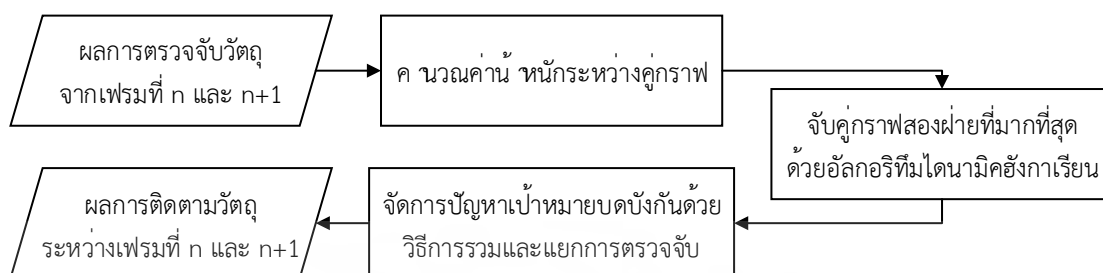 ผลการตรวจจับวัตถุ
จากเฟรมที่ n และ n+1
ค ำนวณค่าน้ ำหนักระหว่างคู่กราฟ
จับคู่กราฟสองฝ่ายที่มากที่สุด
ด้วยอัลกอริทึมไดนามิคฮังกาเรียน
จัดการปัญหาเป้าหมายบดบังกันด้วย
วิธีการรวมและแยกการตรวจจับ
ผลการติดตามวัตถุ
ระหว่างเฟรมที่ n และ n+1